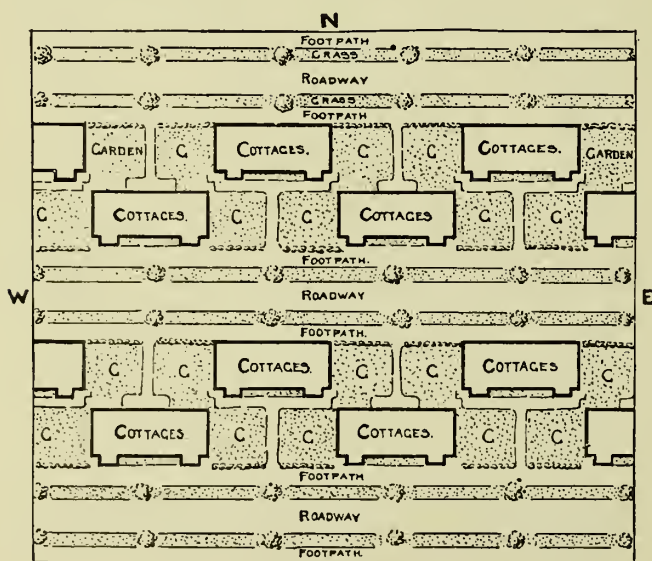 N
FOOTPATH
GRASS
ROADWAY
GRASS
FOOTPATH
GARDEN G COTTAGES. G G COTTAGES. GARDEN
G COTTAGES. G G COTTAGES G G
FOOTPATH.
W ROADWAY E
FOOTPATH.
G G COTTAGES. G G COTTAGES G
G COTTAGES. G G COTTAGES. G G
FOOTPATH
ROADWAY
FOOTPATH.